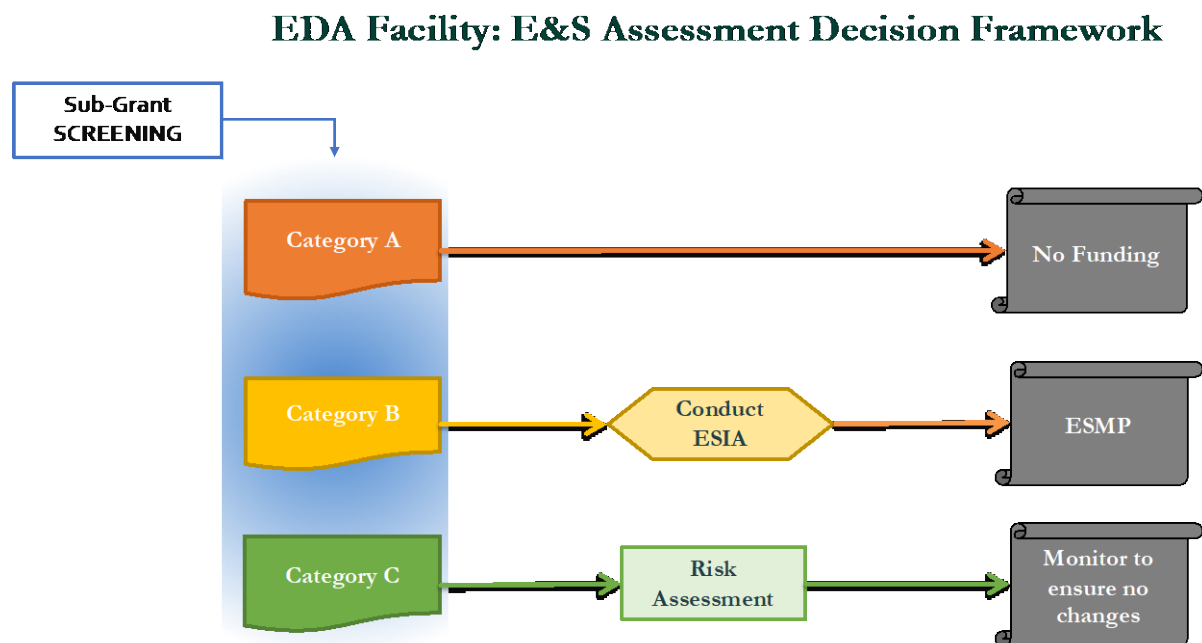 EDA Facility: E&S Assessment Decision Framework
Sub-Grant
SCREENING
Category A
No Funding
Category B
Conduct
ESIA
ESMP
Category C
Risk
Assessment
Monitor to
ensure no
changes